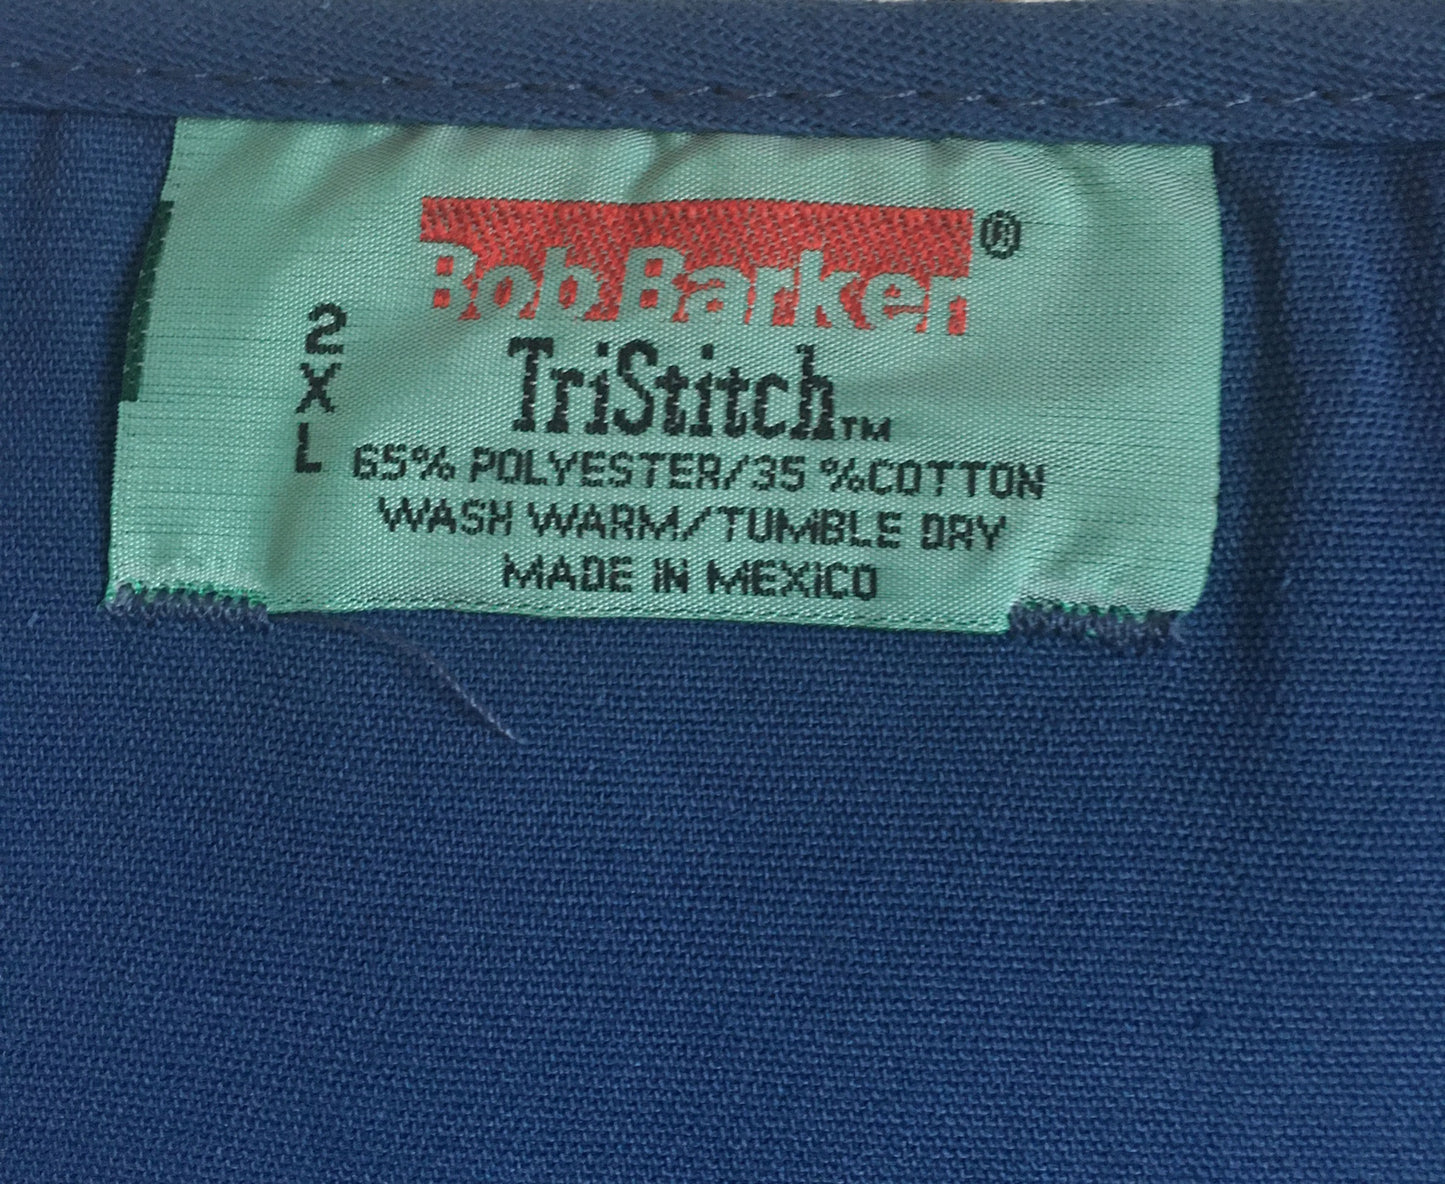 Bob Barker®
TriStitch™
2XL
65% POLYESTER/35 %COTTON
WASH WARM/TUMBLE DRY
MADE IN MEXICO